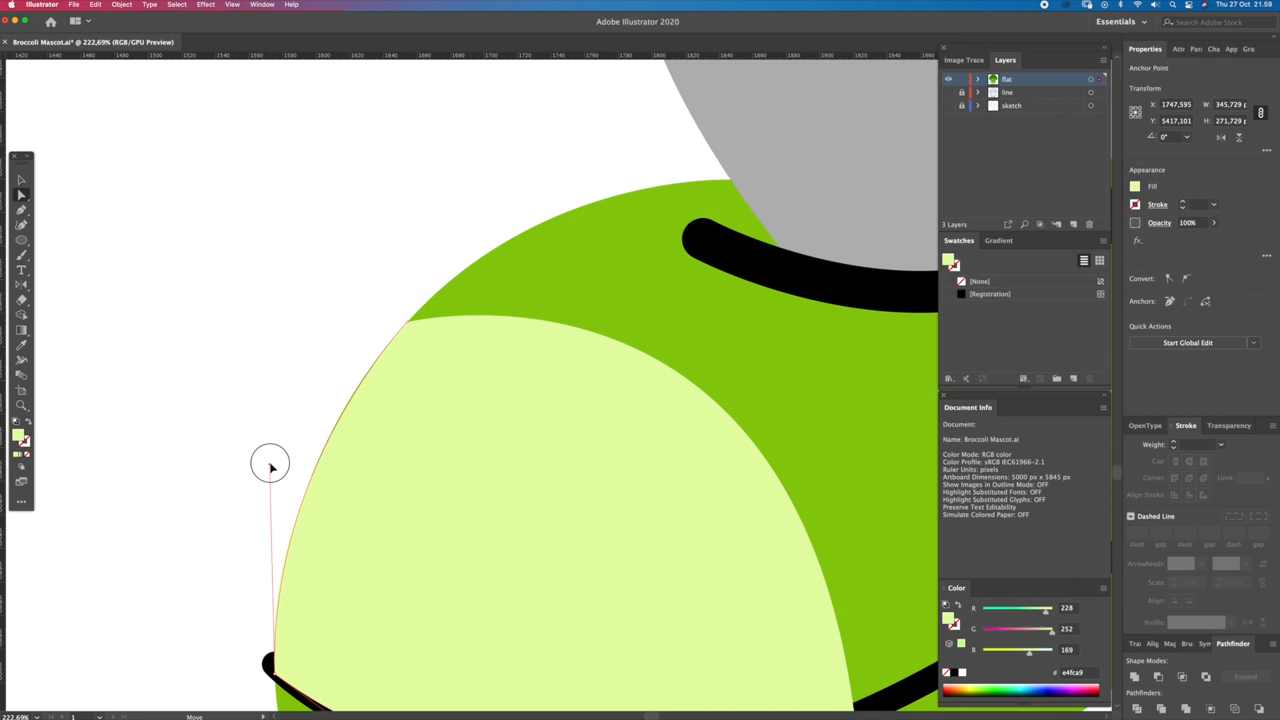 Illustrator File Edit Object Type Select Effect View Window Help
Thu 27 Oct 21.59
Adobe Illustrator 2020
Essentials
Search Adobe Stock
Broccoli Mascot.ai* @ 222,69% (RGB/GPU Preview)
Image Trace Layers
flat
line
sketch
3 Layers
Swatches Gradient
[None]
[Registration]
Document Info
Document:
Name: Broccoli Mascot.ai
Color Mode: RGB color
Color Profile: sRGB IEC61966-2.1
Ruler Units: pixels
Artboard Dimensions: 5000 px x 5845 px
Show Images in Outline Mode: OFF
Highlight Substituted Fonts: OFF
Highlight Substituted Glyphs: OFF
Preserve Text Editability
Simulate Colored Paper: OFF
Color
R 228
G 252
B 169
# e4fca9
Properties Attr Para Cha App Gra
Anchor Point
Transform
X: 1747,595 W: 345,729 p
Y: 5417,101 H: 271,729 p
0°
Appearance
Fill
Stroke
Opacity 100%
fx
Convert:
Anchors:
Quick Actions
Start Global Edit
OpenType Stroke Transparency
Weight:
Cap:
Corner: Limit:
Align Stroke:
Dashed Line
dash gap dash gap dash gap
Arrowheads:
Scale:
Align:
Profile:
Pathfinder
Shape Modes:
Expand
Pathfinders:
222,69% 1 Move